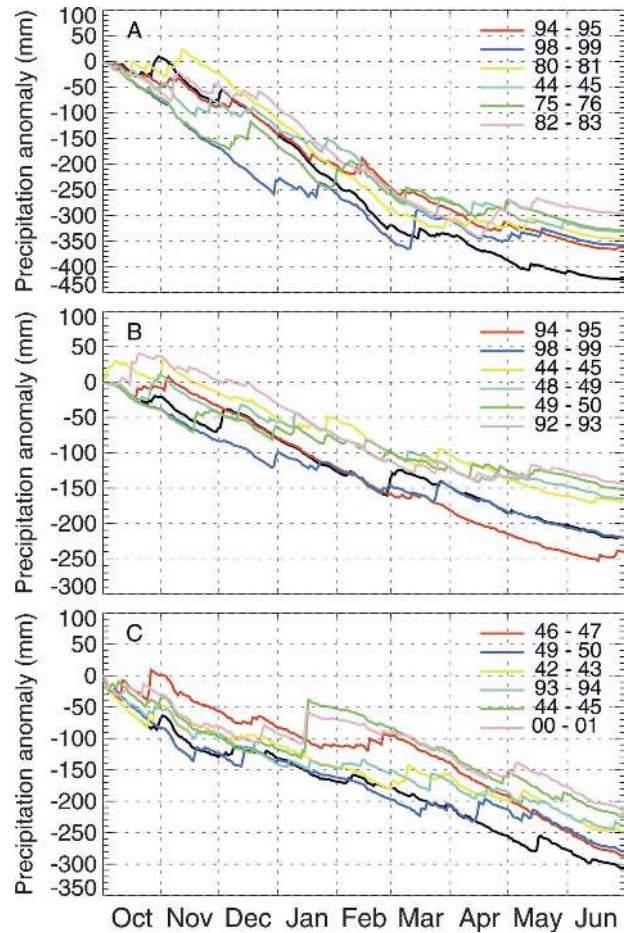 Precipitation anomaly (mm)
100
50
0
-50
-100
-150
-200
-250
-300
-350
-400
-450
A
94 - 95
98 - 99
80 - 81
44 - 45
75 - 76
82 - 83
Precipitation anomaly (mm)
100
50
0
-50
-100
-150
-200
-250
-300
B
94 - 95
98 - 99
44 - 45
48 - 49
49 - 50
92 - 93
Precipitation anomaly (mm)
100
50
0
-50
-100
-150
-200
-250
-300
-350
C
46 - 47
49 - 50
42 - 43
93 - 94
44 - 45
00 - 01
Oct Nov Dec Jan Feb Mar Apr May Jun